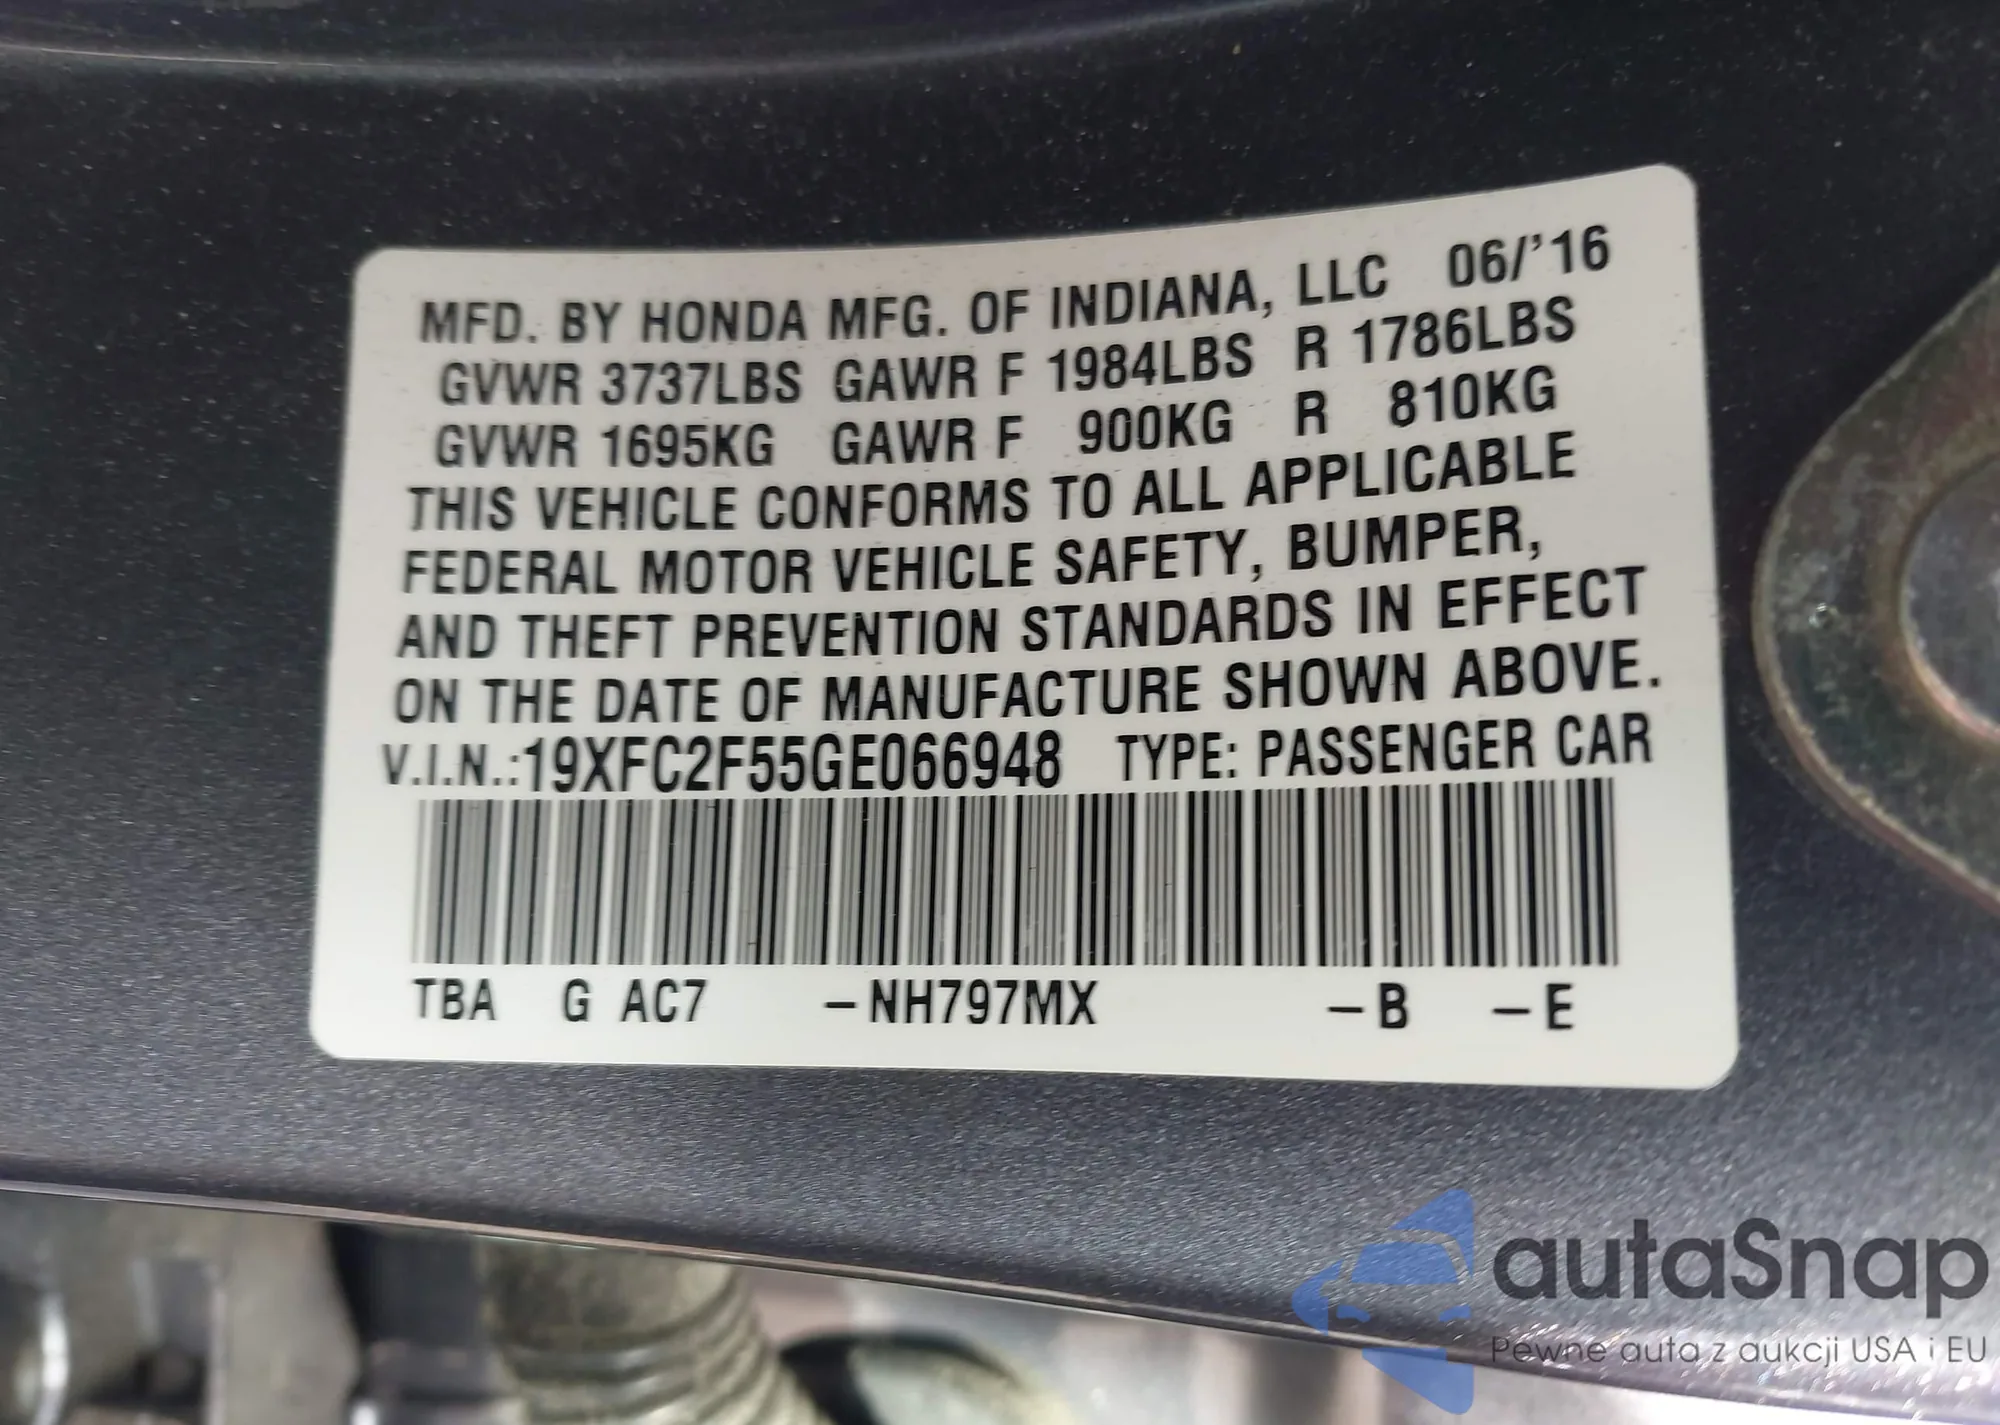 MFD. BY HONDA MFG. OF INDIANA, LLC 06/'16
GVWR 3737LBS GAWR F 1984LBS R 1786LBS
GVWR 1695KG GAWR F 900KG R 810KG
THIS VEHICLE CONFORMS TO ALL APPLICABLE
FEDERAL MOTOR VEHICLE SAFETY, BUMPER,
AND THEFT PREVENTION STANDARDS IN EFFECT
ON THE DATE OF MANUFACTURE SHOWN ABOVE.
V.I.N.:19XFC2F55GE066948 TYPE: PASSENGER CAR
TBA G AC7 –NH797MX –B –E
autaSnap
Pewne auta z aukcji USA i EU